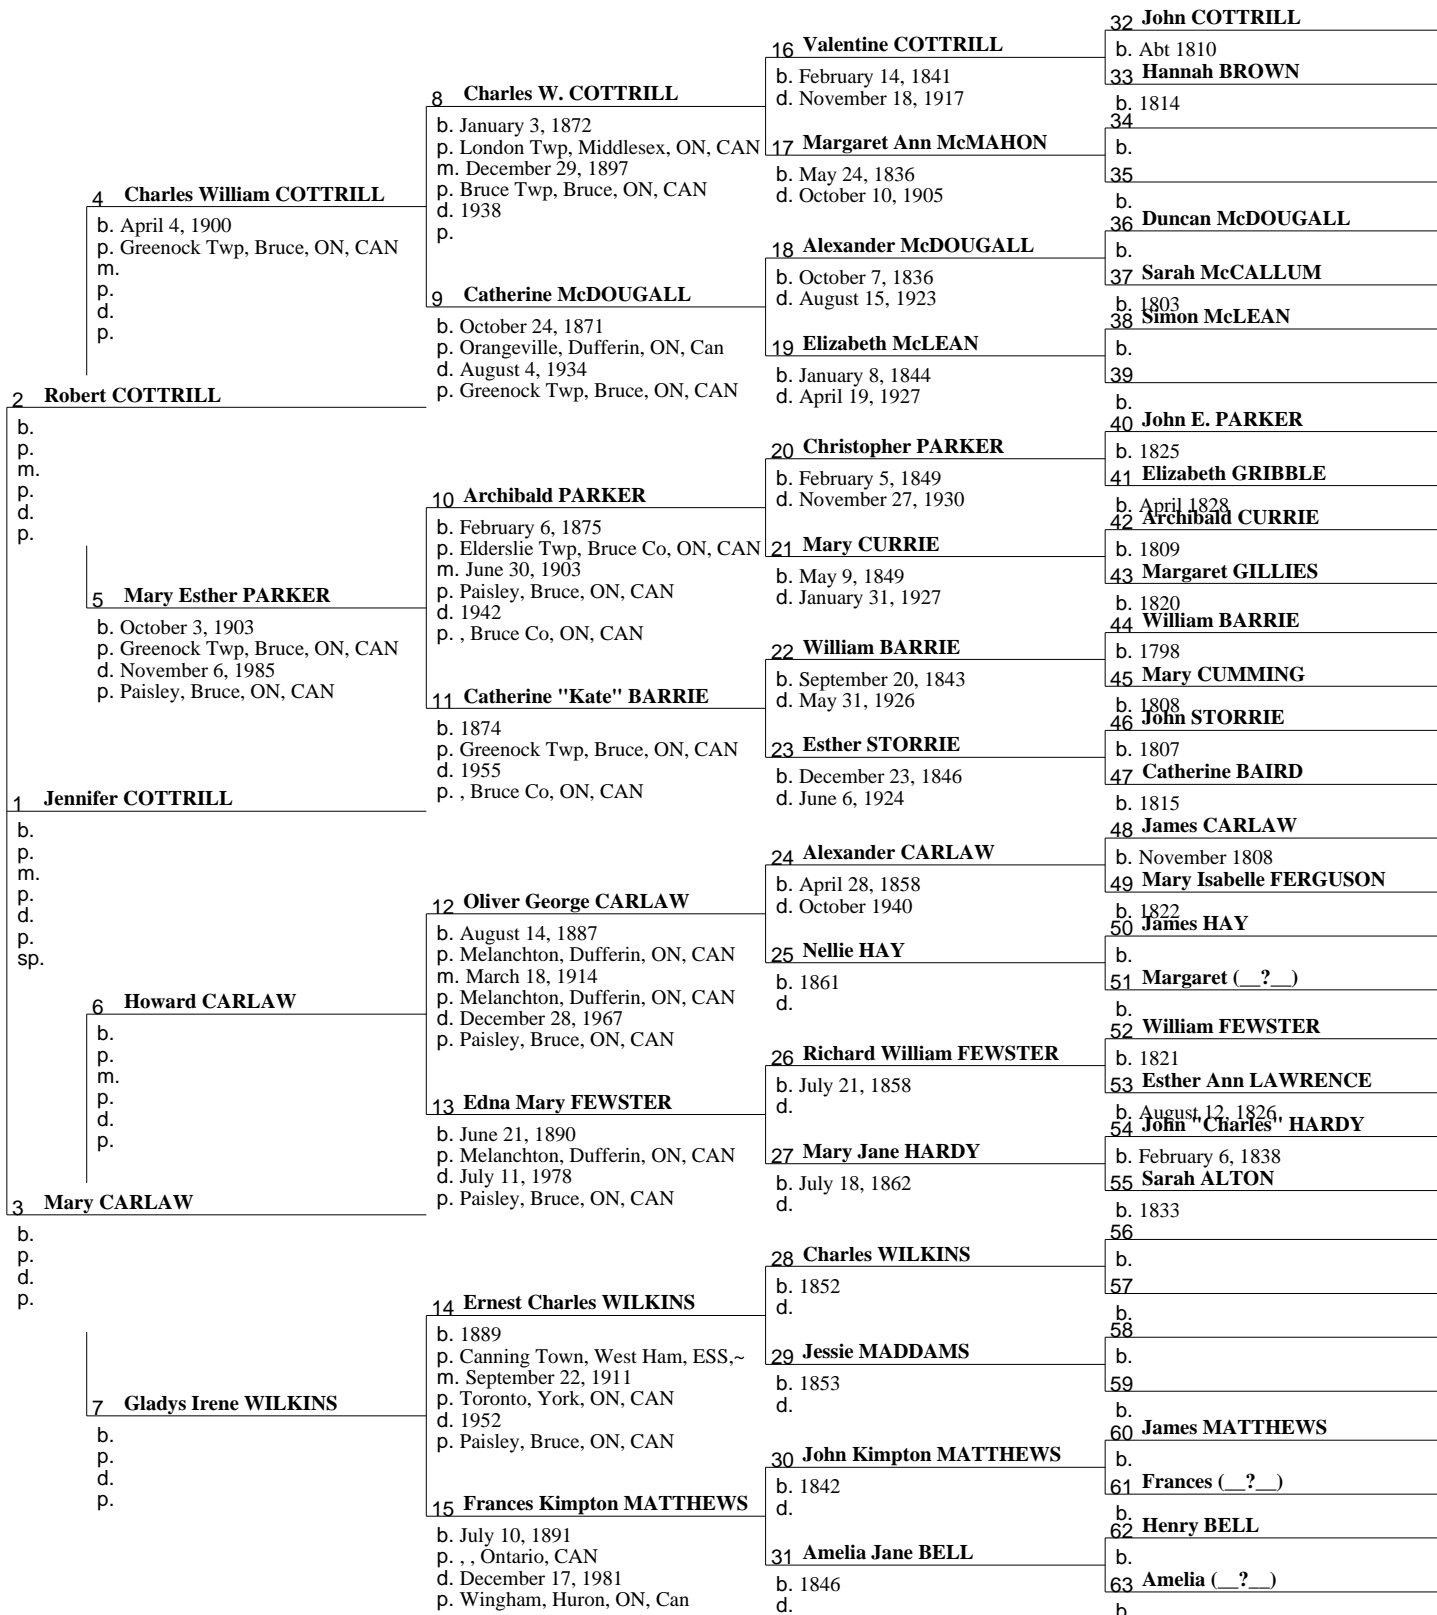 1 Jennifer COTTRILL
b.
p.
m.
p.
d.
p.
sp.
2 Robert COTTRILL
b.
p.
m.
p.
d.
p.
3 Mary CARLAW
b.
p.
d.
p.
4 Charles William COTTRILL
b. April 4, 1900
p. Greenock Twp, Bruce, ON, CAN
m.
p.
d.
p.
5 Mary Esther PARKER
b. October 3, 1903
p. Greenock Twp, Bruce, ON, CAN
d. November 6, 1985
p. Paisley, Bruce, ON, CAN
6 Howard CARLAW
b.
p.
m.
p.
d.
p.
7 Gladys Irene WILKINS
b.
p.
d.
p.
8 Charles W. COTTRILL
b. January 3, 1872
p. London Twp, Middlesex, ON, CAN
m. December 29, 1897
p. Bruce Twp, Bruce, ON, CAN
d. 1938
p.
9 Catherine McDOUGALL
b. October 24, 1871
p. Orangeville, Dufferin, ON, Can
d. August 4, 1934
p. Greenock Twp, Bruce, ON, CAN
10 Archibald PARKER
b. February 6, 1875
p. Elderslie Twp, Bruce Co, ON, CAN
m. June 30, 1903
p. Paisley, Bruce, ON, CAN
d. 1942
p. , Bruce Co, ON, CAN
11 Catherine "Kate" BARRIE
b. 1874
p. Greenock Twp, Bruce, ON, CAN
d. 1955
p. , Bruce Co, ON, CAN
12 Oliver George CARLAW
b. August 14, 1887
p. Melanchton, Dufferin, ON, CAN
m. March 18, 1914
p. Melanchton, Dufferin, ON, CAN
d. December 28, 1967
p. Paisley, Bruce, ON, CAN
13 Edna Mary FEWSTER
b. June 21, 1890
p. Melanchton, Dufferin, ON, CAN
d. July 11, 1978
p. Paisley, Bruce, ON, CAN
14 Ernest Charles WILKINS
b. 1889
p. Canning Town, West Ham, ESS,~
m. September 22, 1911
p. Toronto, York, ON, CAN
d. 1952
p. Paisley, Bruce, ON, CAN
15 Frances Kimpton MATTHEWS
b. July 10, 1891
p. , , Ontario, CAN
d. December 17, 1981
p. Wingham, Huron, ON, Can
16 Valentine COTTRILL
b. February 14, 1841
d. November 18, 1917
17 Margaret Ann McMAHON
b. May 24, 1836
d. October 10, 1905
18 Alexander McDOUGALL
b. October 7, 1836
d. August 15, 1923
19 Elizabeth McLEAN
b. January 8, 1844
d. April 19, 1927
20 Christopher PARKER
b. February 5, 1849
d. November 27, 1930
21 Mary CURRIE
b. May 9, 1849
d. January 31, 1927
22 William BARRIE
b. September 20, 1843
d. May 31, 1926
23 Esther STORRIE
b. December 23, 1846
d. June 6, 1924
24 Alexander CARLAW
b. April 28, 1858
d. October 1940
25 Nellie HAY
b. 1861
d.
26 Richard William FEWSTER
b. July 21, 1858
d.
27 Mary Jane HARDY
b. July 18, 1862
d.
28 Charles WILKINS
b. 1852
d.
29 Jessie MADDAMS
b. 1853
d.
30 John Kimpton MATTHEWS
b. 1842
d.
31 Amelia Jane BELL
b. 1846
d.
32 John COTTRILL
b. Abt 1810
33 Hannah BROWN
b. 1814
34
b.
35
b.
36 Duncan McDOUGALL
b.
37 Sarah McCALLUM
b. 1803
38 Simon McLEAN
b.
39
b.
40 John E. PARKER
b. 1825
41 Elizabeth GRIBBLE
b. April 1828
42 Archibald CURRIE
b. 1809
43 Margaret GILLIES
b. 1820
44 William BARRIE
b. 1798
45 Mary CUMMING
b. 1808
46 John STORRIE
b. 1807
47 Catherine BAIRD
b. 1815
48 James CARLAW
b. November 1808
49 Mary Isabelle FERGUSON
b. 1822
50 James HAY
b.
51 Margaret (__?__)
b.
52 William FEWSTER
b. 1821
53 Esther Ann LAWRENCE
b. August 12, 1826
54 John "Charles" HARDY
b. February 6, 1838
55 Sarah ALTON
b. 1833
56
b.
57
b.
58
b.
59
b.
60 James MATTHEWS
b.
61 Frances (__?__)
b.
62 Henry BELL
b.
63 Amelia (__?__)
b.